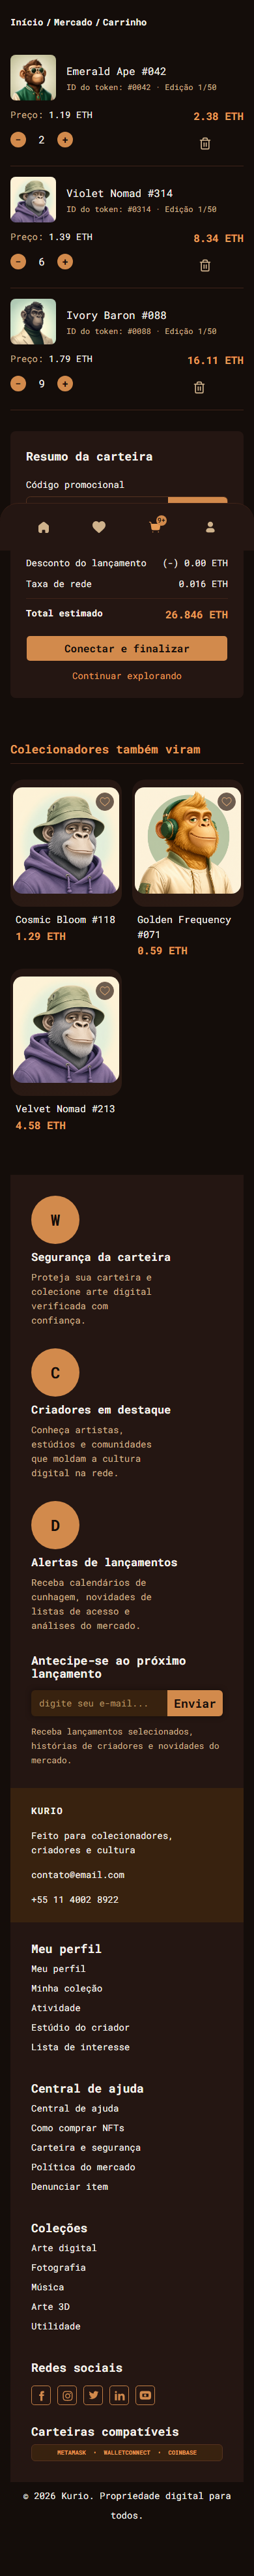 Início / Mercado / Carrinho
Emerald Ape #042
ID do token: #0042 · Edição 1/50
Preço: 1.19 ETH
2.38 ETH
- 2 +
Violet Nomad #314
ID do token: #0314 · Edição 1/50
Preço: 1.39 ETH
8.34 ETH
- 6 +
Ivory Baron #088
ID do token: #0088 · Edição 1/50
Preço: 1.79 ETH
16.11 ETH
- 9 +
Resumo da carteira
Código promocional
9+
Desconto do lançamento (-) 0.00 ETH
Taxa de rede 0.016 ETH
Total estimado 26.846 ETH
Conectar e finalizar
Continuar explorando
Colecionadores também viram
Cosmic Bloom #118
1.29 ETH
Golden Frequency
#071
0.59 ETH
Velvet Nomad #213
4.58 ETH
W
Segurança da carteira
Proteja sua carteira e
colecione arte digital
verificada com
confiança.
C
Criadores em destaque
Conheça artistas,
estúdios e comunidades
que moldam a cultura
digital na rede.
D
Alertas de lançamentos
Receba calendários de
cunhagem, novidades de
listas de acesso e
análises do mercado.
Antecipe-se ao próximo
lançamento
digite seu e-mail... Enviar
Receba lançamentos selecionados,
histórias de criadores e novidades do
mercado.
KURIO
Feito para colecionadores,
criadores e cultura
contato@email.com
+55 11 4002 8922
Meu perfil
Meu perfil
Minha coleção
Atividade
Estúdio do criador
Lista de interesse
Central de ajuda
Central de ajuda
Como comprar NFTs
Carteira e segurança
Política do mercado
Denunciar item
Coleções
Arte digital
Fotografia
Música
Arte 3D
Utilidade
Redes sociais
Carteiras compatíveis
METAMASK • WALLETCONNECT • COINBASE
© 2026 Kurio. Propriedade digital para
todos.